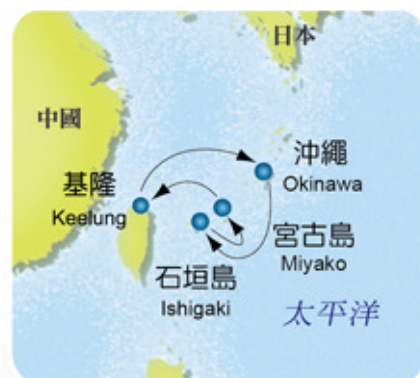 日本
中國
沖繩
Okinawa
基隆
Keelung
宮古島
Miyako
石垣島
Ishigaki
太平洋